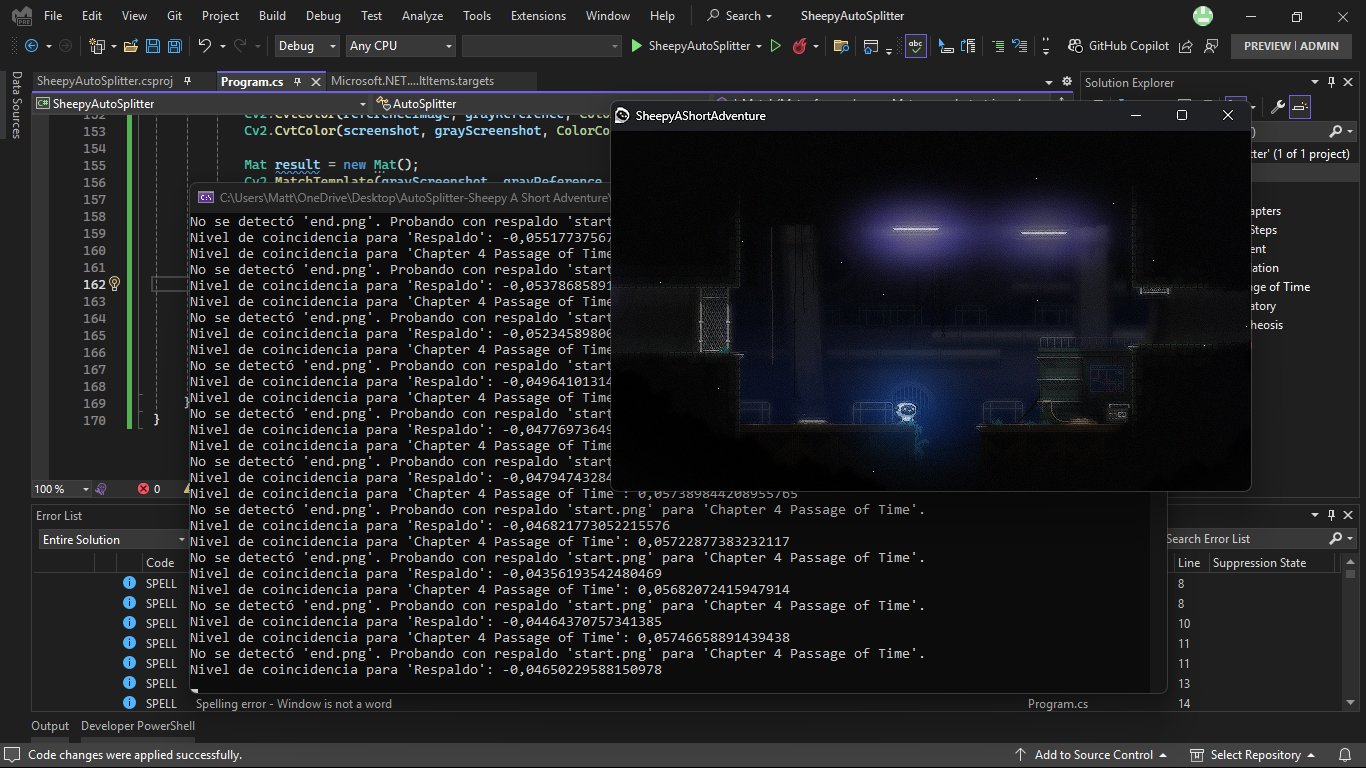 File Edit View Git Project Build Debug Test Analyze Tools Extensions Window Help Search SheepyAutoSplitter
Debug Any CPU SheepyAutoSplitter GitHub Copilot PREVIEW | ADMIN
Data Sources
SheepyAutoSplitter.csproj Program.cs Microsoft.NET....ltItems.targets
SheepyAutoSplitter AutoSplitter
153 Cv2.CvtColor(screenshot, grayScreenshot, ColorCo
154
155 Mat result = new Mat();
156 Cv2.MatchTemplate(grayScreenshot, grayReference,
157
158
159
160
161
162
163
164
165
166
167
168
169 }
170 }
100 % 0
Solution Explorer
tter' (1 of 1 project)
apters
Steps
ent
ation
ge of Time
atory
heosis
SheepyAShortAdventure
C:\Users\Matt\OneDrive\Desktop\AutoSplitter-Sheepy A Short Adventure\
No se detectó 'end.png'. Probando con respaldo 'start
Nivel de coincidencia para 'Respaldo': -0,05517737567
Nivel de coincidencia para 'Chapter 4 Passage of Time
No se detectó 'end.png'. Probando con respaldo 'start
Nivel de coincidencia para 'Respaldo': -0,05378685891
Nivel de coincidencia para 'Chapter 4 Passage of Time
No se detectó 'end.png'. Probando con respaldo 'start
Nivel de coincidencia para 'Respaldo': -0,05234589800
Nivel de coincidencia para 'Chapter 4 Passage of Time
No se detectó 'end.png'. Probando con respaldo 'start
Nivel de coincidencia para 'Respaldo': -0,04964101314
Nivel de coincidencia para 'Chapter 4 Passage of Time
No se detectó 'end.png'. Probando con respaldo 'start
Nivel de coincidencia para 'Respaldo': -0,04776973649
Nivel de coincidencia para 'Chapter 4 Passage of Time
No se detectó 'end.png'. Probando con respaldo 'start
Nivel de coincidencia para 'Respaldo': -0,04794743284
Nivel de coincidencia para 'Chapter 4 Passage of Time': 0,057389844208955765
No se detectó 'end.png'. Probando con respaldo 'start.png' para 'Chapter 4 Passage of Time'.
Nivel de coincidencia para 'Respaldo': -0,046821773052215576
Nivel de coincidencia para 'Chapter 4 Passage of Time': 0,05722877383232117
No se detectó 'end.png'. Probando con respaldo 'start.png' para 'Chapter 4 Passage of Time'.
Nivel de coincidencia para 'Respaldo': -0,04356193542480469
Nivel de coincidencia para 'Chapter 4 Passage of Time': 0,05682072415947914
No se detectó 'end.png'. Probando con respaldo 'start.png' para 'Chapter 4 Passage of Time'.
Nivel de coincidencia para 'Respaldo': -0,04464370757341385
Nivel de coincidencia para 'Chapter 4 Passage of Time': 0,05746658891439438
No se detectó 'end.png'. Probando con respaldo 'start.png' para 'Chapter 4 Passage of Time'.
Nivel de coincidencia para 'Respaldo': -0,04650229588150978
Error List
Entire Solution
Search Error List
Code
Line Suppression State
SPELL 8
SPELL 8
SPELL 10
SPELL 11
SPELL 11
SPELL 13
SPELL Spelling error - Window is not a word Program.cs 14
Output Developer PowerShell
Code changes were applied successfully. Add to Source Control Select Repository